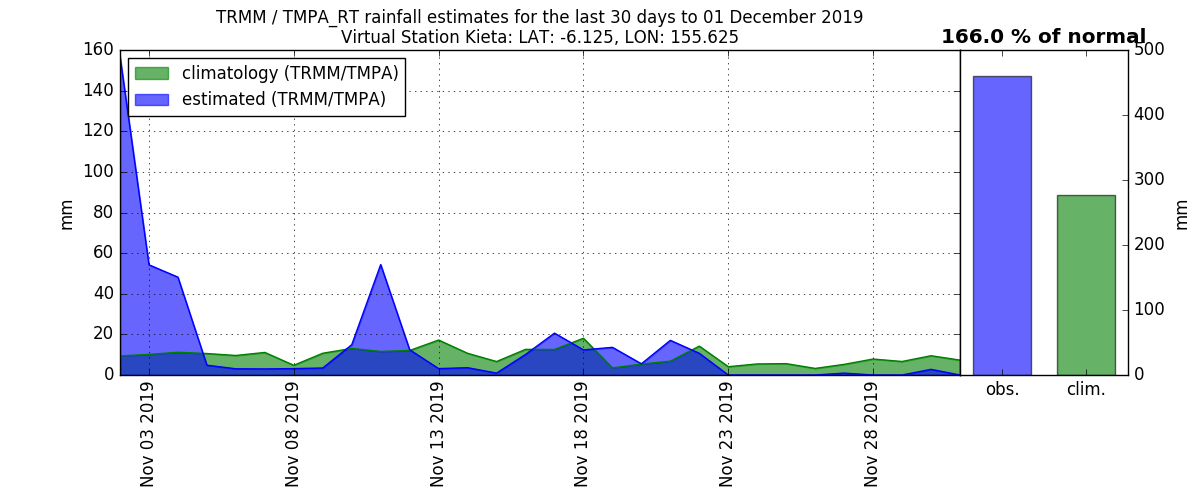 TRMM / TMPA_RT rainfall estimates for the last 30 days to 01 December 2019
Virtual Station Kieta: LAT: -6.125, LON: 155.625
166.0 % of normal
climatology (TRMM/TMPA)
estimated (TRMM/TMPA)
160
140
120
100
80
60
40
20
0
mm
Nov 03 2019
Nov 08 2019
Nov 13 2019
Nov 18 2019
Nov 23 2019
Nov 28 2019
500
400
300
200
100
0
mm
obs.
clim.